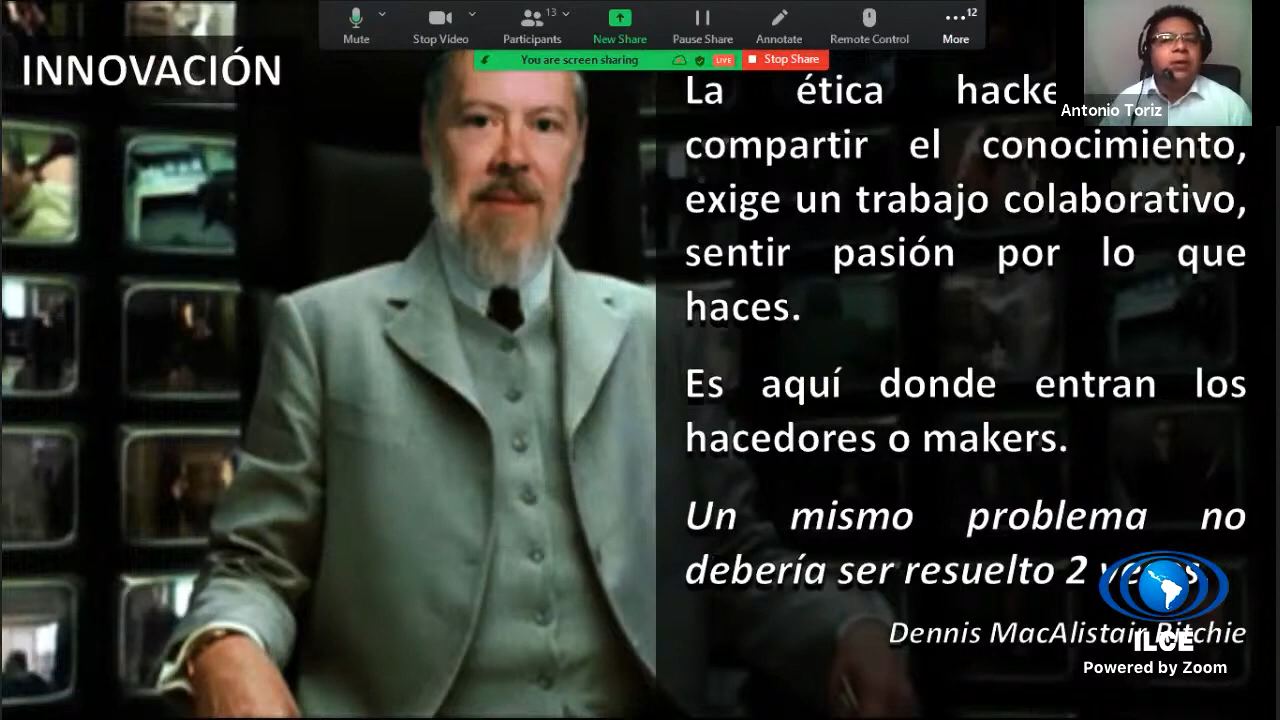 13
12
Mute
Stop Video
Participants
New Share
Pause Share
Annotate
Remote Control
More
You are screen sharing
LIVE
Stop Share
INNOVACIÓN
Antonio Toriz
La ética
compartir el conocimiento,
exige un trabajo colaborativo,
sentir pasión por lo que
haces.
Es aquí donde entran los
hacedores o makers.
Un mismo problema no
debería ser resuelto 2
Dennis MacAlistair Ritchie
ILCE
Powered by Zoom